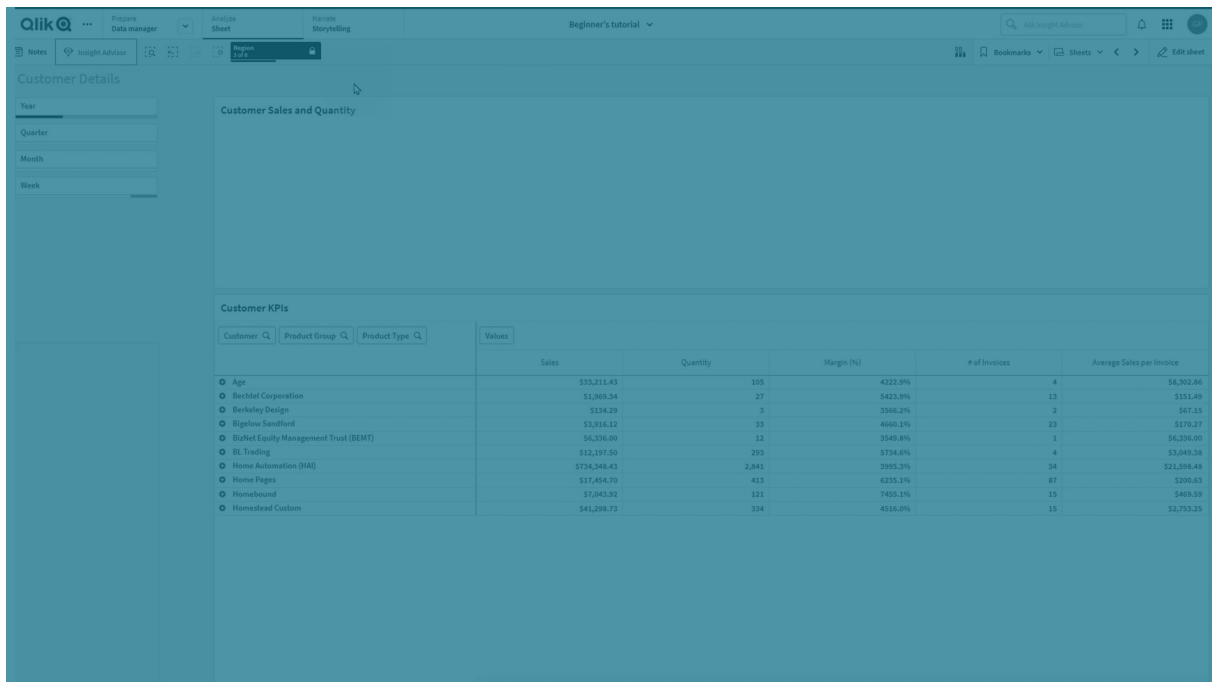 Qlik
Prepare
Data manager
Analyze
Sheet
Narrate
Storytelling
Beginner's tutorial
Ask Insight Advisor
Notes
Insight Advisor
Region
3 of 8
Bookmarks
Sheets
Edit sheet
Customer Details
Year
Quarter
Month
Week
Customer Sales and Quantity
Customer KPIs
Customer Product Group Product Type Values
Sales Quantity Margin (%) # of Invoices Average Sales per Invoice
Age $33,211.43 105 4222.9% 4 $8,302.86
Bechtel Corporation $1,969.34 27 5423.9% 13 $151.49
Berkeley Design $134.29 3 3566.2% 2 $67.15
Bigelow Sandford $3,916.12 33 4660.1% 23 $170.27
BizNet Equity Management Trust (BEMT) $6,336.00 12 3549.8% 1 $6,336.00
BL Trading $12,197.50 293 5734.6% 4 $3,049.38
Home Automation (HAI) $734,348.43 2,841 3995.3% 34 $21,598.48
Home Pages $17,454.70 413 6235.1% 87 $200.63
Homebound $7,043.92 121 7455.1% 15 $469.59
Homestead Custom $41,298.73 334 4516.0% 15 $2,753.25